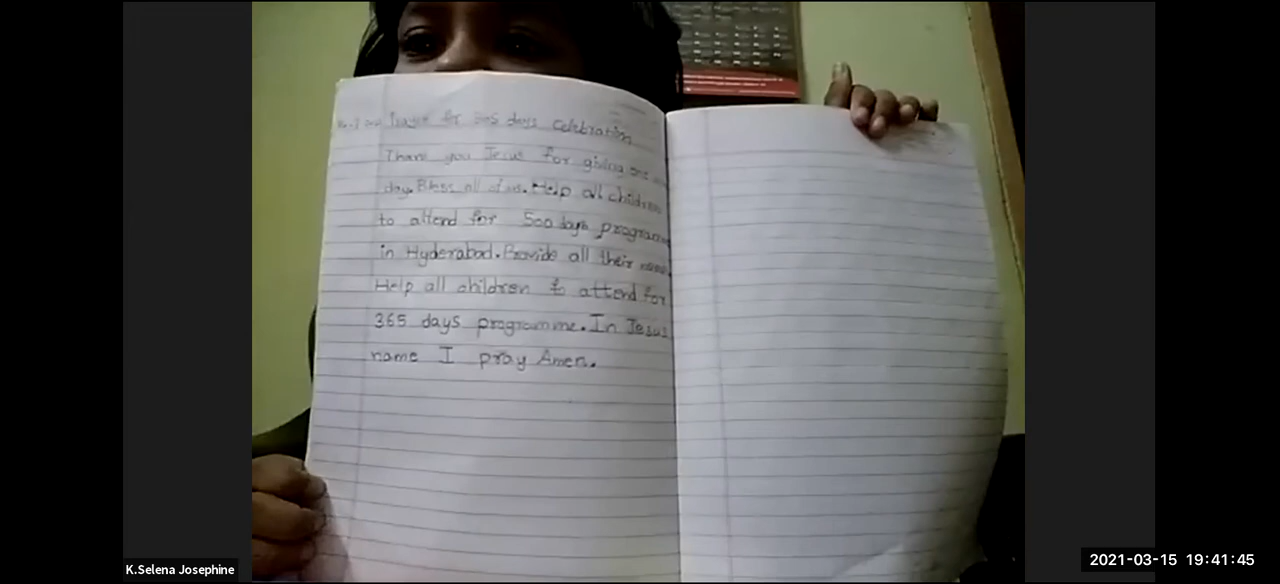 Prayer for 365 days celebration
Thank you Jesus for giving one
day. Bless all of us. Help all children
to attend for 500 days programme
in Hyderabad. Provide all their needs
Help all children to attend for
365 days programme. In Jesus
name I pray Amen.
K.Selena Josephine
2021-03-15 19:41:45